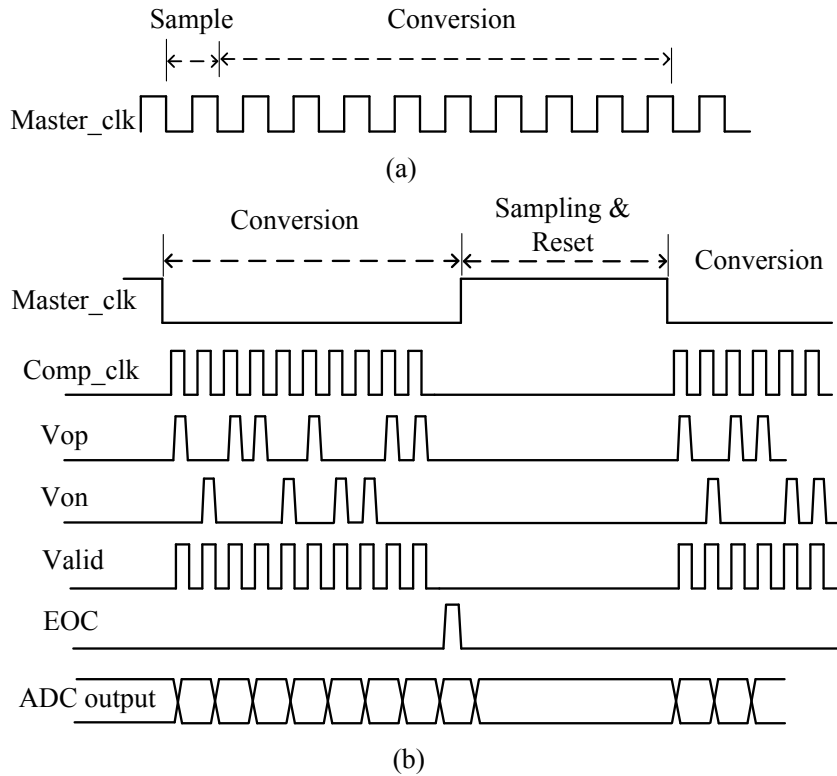 Sample
Conversion
Master_clk
(a)
Conversion
Sampling &
Reset
Conversion
Master_clk
Comp_clk
Vop
Von
Valid
EOC
ADC output
(b)